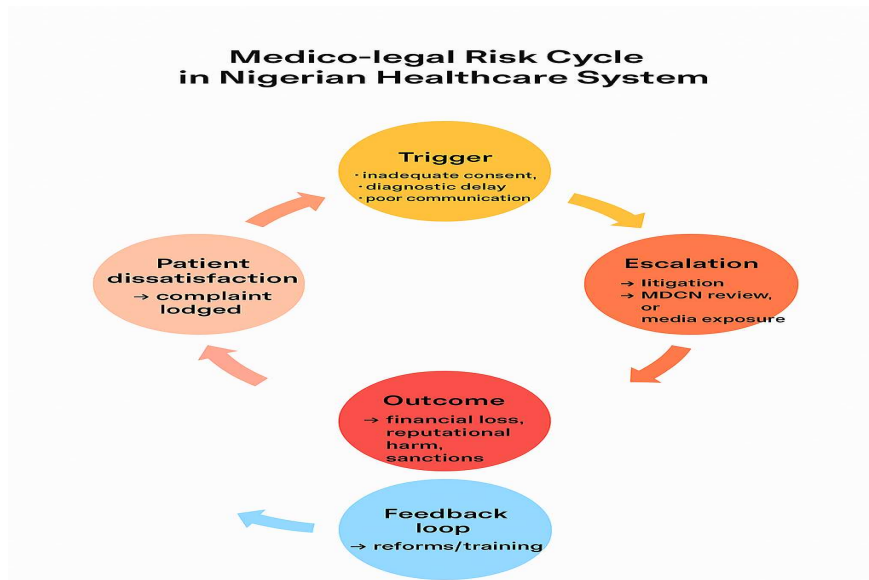 Medico-legal Risk Cycle
in Nigerian Healthcare System
Trigger
· inadequate consent,
· diagnostic delay
· poor communication
Patient
dissatisfaction
→ complaint
lodged
Escalation
→ litigation
→ MDCN review,
or
media exposure
Outcome
→ financial loss,
reputational
harm,
sanctions
Feedback
loop
→ reforms/training